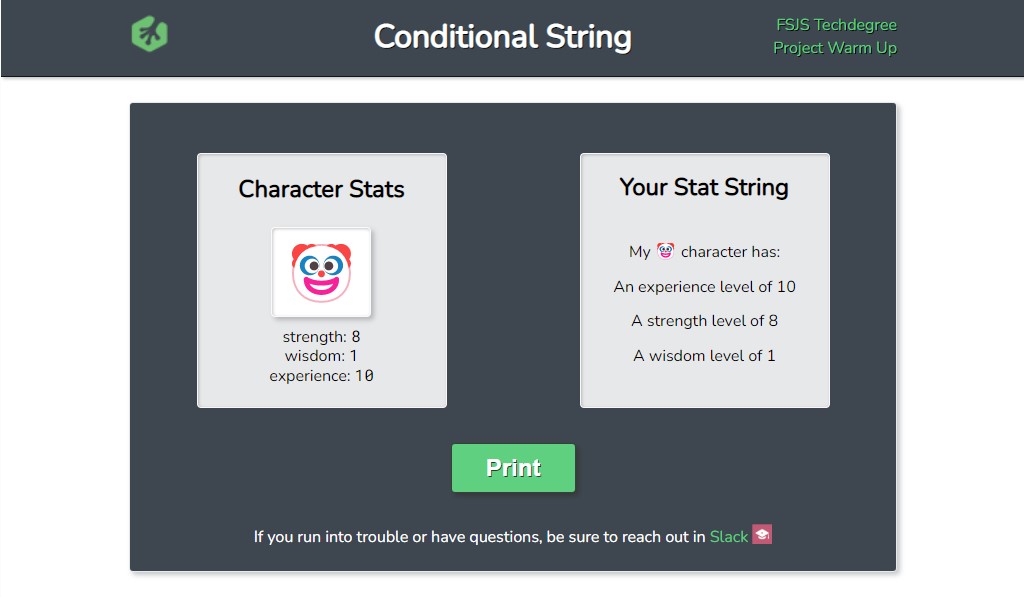 Conditional String
FSJS Techdegree
Project Warm Up
Character Stats
strength: 8
wisdom: 1
experience: 10
Your Stat String
My 🤡 character has:
An experience level of 10
A strength level of 8
A wisdom level of 1
Print
If you run into trouble or have questions, be sure to reach out in Slack